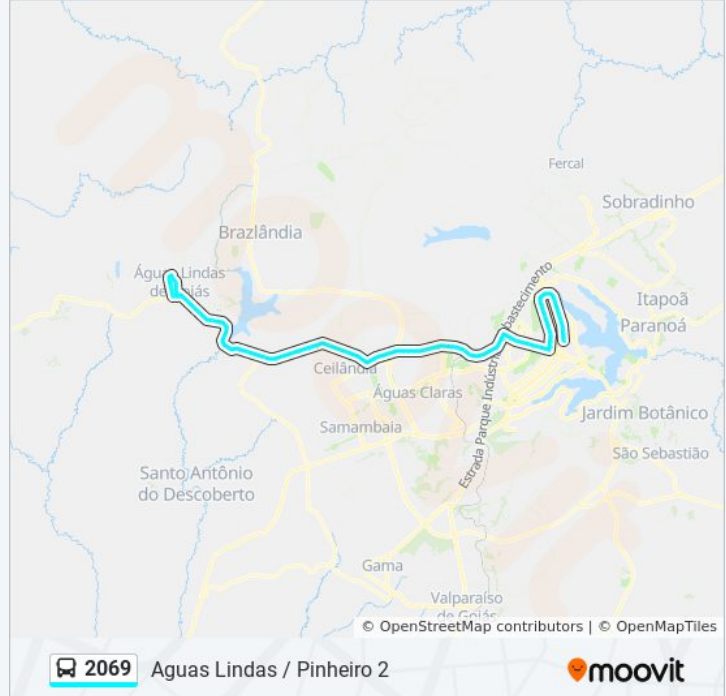 Fercal
Sobradinho
Brazlândia
Águas Lindas
de Goiás
Itapoã
Paranoá
Estrada Parque Indústria e Abastecimento
Ceilândia
Águas Claras
Jardim Botânico
Samambaia
São Sebastião
Santo Antônio
do Descoberto
Gama
Valparaíso
de Goiás
© OpenStreetMap contributors | © OpenMapTiles
2069 Aguas Lindas / Pinheiro 2
moovit